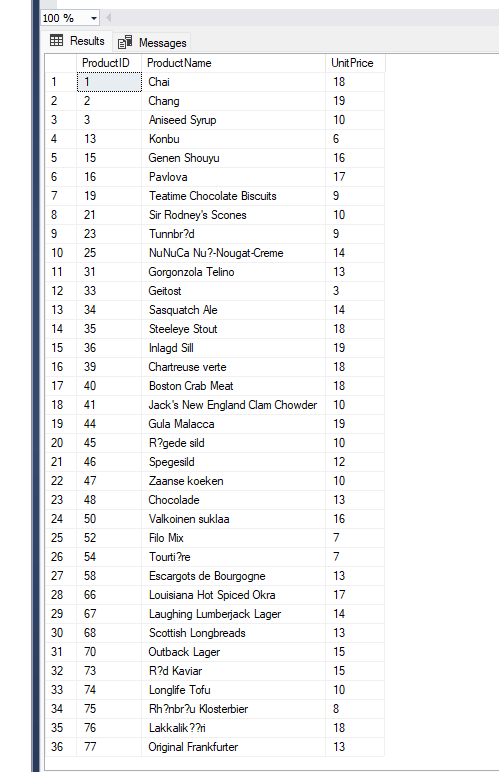 100 %
Results Messages
ProductID ProductName UnitPrice
1 1 Chai 18
2 2 Chang 19
3 3 Aniseed Syrup 10
4 13 Konbu 6
5 15 Genen Shouyu 16
6 16 Pavlova 17
7 19 Teatime Chocolate Biscuits 9
8 21 Sir Rodney's Scones 10
9 23 Tunnbr?d 9
10 25 NuNuCa Nu?-Nougat-Creme 14
11 31 Gorgonzola Telino 13
12 33 Geitost 3
13 34 Sasquatch Ale 14
14 35 Steeleye Stout 18
15 36 Inlagd Sill 19
16 39 Chartreuse verte 18
17 40 Boston Crab Meat 18
18 41 Jack's New England Clam Chowder 10
19 44 Gula Malacca 19
20 45 R?gede sild 10
21 46 Spegesild 12
22 47 Zaanse koeken 10
23 48 Chocolade 13
24 50 Valkoinen suklaa 16
25 52 Filo Mix 7
26 54 Tourti?re 7
27 58 Escargots de Bourgogne 13
28 66 Louisiana Hot Spiced Okra 17
29 67 Laughing Lumberjack Lager 14
30 68 Scottish Longbreads 13
31 70 Outback Lager 15
32 73 R?d Kaviar 15
33 74 Longlife Tofu 10
34 75 Rh?nbr?u Klosterbier 8
35 76 Lakkalik??ri 18
36 77 Original Frankfurter 13